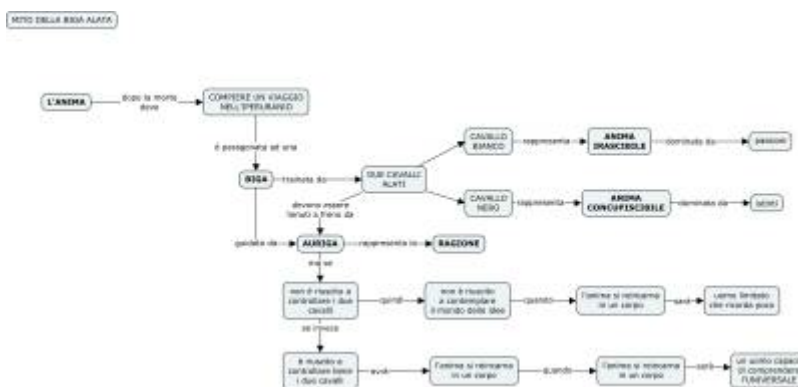 MITO DELLA BIGA ALATA
L'ANIMA
dopo la morte
deve
COMPIERE UN VIAGGIO
NELL'IPERURANIO
è paragonata ad una
BIGA
trainata da
DUE CAVALLI
ALATI
CAVALLO
BIANCO
rappresenta
ANIMA
IRASCIBILE
dominata da
passioni
CAVALLO
NERO
rappresenta
ANIMA
CONCUPISCIBILE
dominata da
istinti
devono essere
tenuti a freno da
guidata da
AURIGA
rappresenta la
RAGIONE
ma se
non è riuscito a
controllare i due
cavalli
quindi
non è riuscito
a contemplare
il mondo delle idee
quando
l'anima si reincarna
in un corpo
sarà
uomo limitato
che ricorda poco
se invece
è riuscito a
controllare bene
i due cavalli
avrà
l'anima si reincarna
in un corpo
quando
l'anima si reincarna
in un corpo
sarà
un uomo capace
di comprendere
l'UNIVERSALE